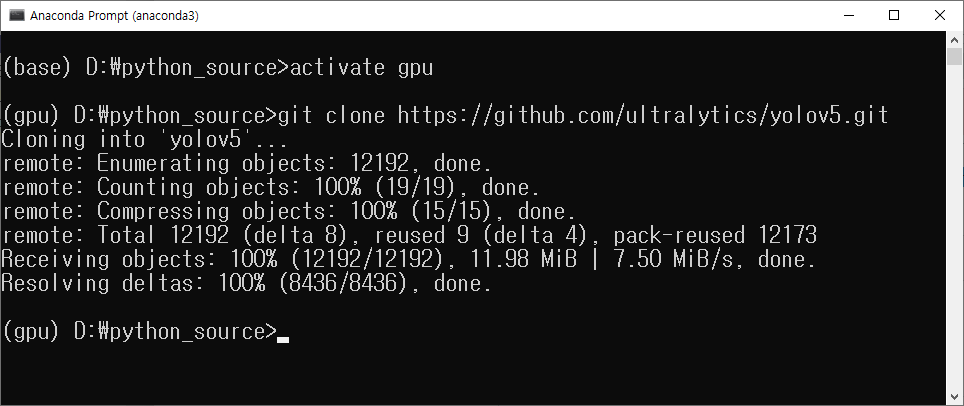 Anaconda Prompt (anaconda3)
(base) D:₩python_source>activate gpu
(gpu) D:₩python_source>git clone https://github.com/ultralytics/yolov5.git
Cloning into 'yolov5'...
remote: Enumerating objects: 12192, done.
remote: Counting objects: 100% (19/19), done.
remote: Compressing objects: 100% (15/15), done.
remote: Total 12192 (delta 8), reused 9 (delta 4), pack-reused 12173
Receiving objects: 100% (12192/12192), 11.98 MiB | 7.50 MiB/s, done.
Resolving deltas: 100% (8436/8436), done.
(gpu) D:₩python_source>